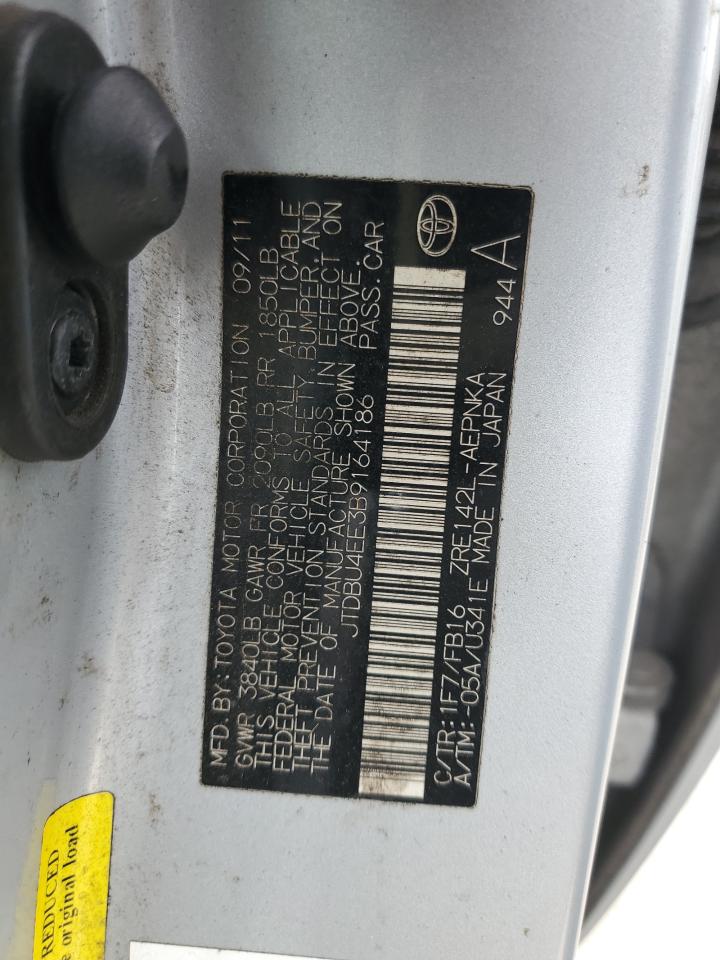 MFD. BY: TOYOTA MOTOR CORPORATION 09/11
GVWR 3840LB GAWR FR 2090LB RR 1850LB
THIS VEHICLE CONFORMS TO ALL APPLICABLE
FEDERAL MOTOR VEHICLE SAFETY, BUMPER, AND
THEFT PREVENTION STANDARDS IN EFFECT ON
THE DATE OF MANUFACTURE SHOWN ABOVE.
JTDBU4EE3B9164186 PASS. CAR
C/TR: 1F7/FB16 ZRE142L-AEPNKA
A/TM: -05A/U341E MADE IN JAPAN
944 A
REDUCED
e original load